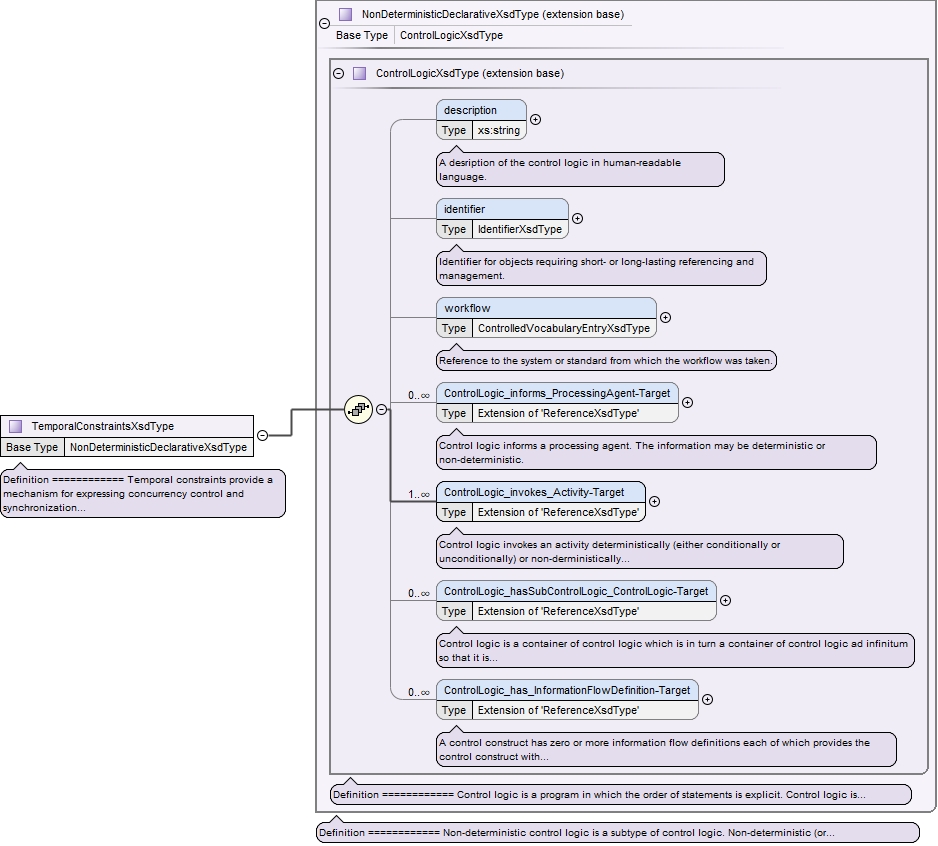 NonDeterministicDeclarativeXsdType (extension base)
Base Type ControlLogicXsdType
ControlLogicXsdType (extension base)
description
Type xs:string
A desription of the control logic in human-readable
language.
identifier
Type IdentifierXsdType
Identifier for objects requiring short- or long-lasting referencing and
management.
workflow
Type ControlledVocabularyEntryXsdType
Reference to the system or standard from which the workflow was taken.
0..∞ ControlLogic_informs_ProcessingAgent-Target
Type Extension of 'ReferenceXsdType'
Control logic informs a processing agent. The information may be deterministic or
non-deterministic.
TemporalConstraintsXsdType
Base Type NonDeterministicDeclarativeXsdType
Definition ============ Temporal constraints provide a
mechanism for expressing concurrency control and
synchronization...
1..∞ ControlLogic_invokes_Activity-Target
Type Extension of 'ReferenceXsdType'
Control logic invokes an activity deterministically (either conditionally or
unconditionally) or non-derministically...
0..∞ ControlLogic_hasSubControlLogic_ControlLogic-Target
Type Extension of 'ReferenceXsdType'
Control logic is a container of control logic which is in turn a container of control logic ad infinitum
so that it is...
0..∞ ControlLogic_has_InformationFlowDefinition-Target
Type Extension of 'ReferenceXsdType'
A control construct has zero or more information flow definitions each of which provides the
control construct with...
Definition ============ Control logic is a program in which the order of statements is explicit. Control logic is...
Definition ============ Non-deterministic control logic is a subtype of control logic. Non-deterministic (or...